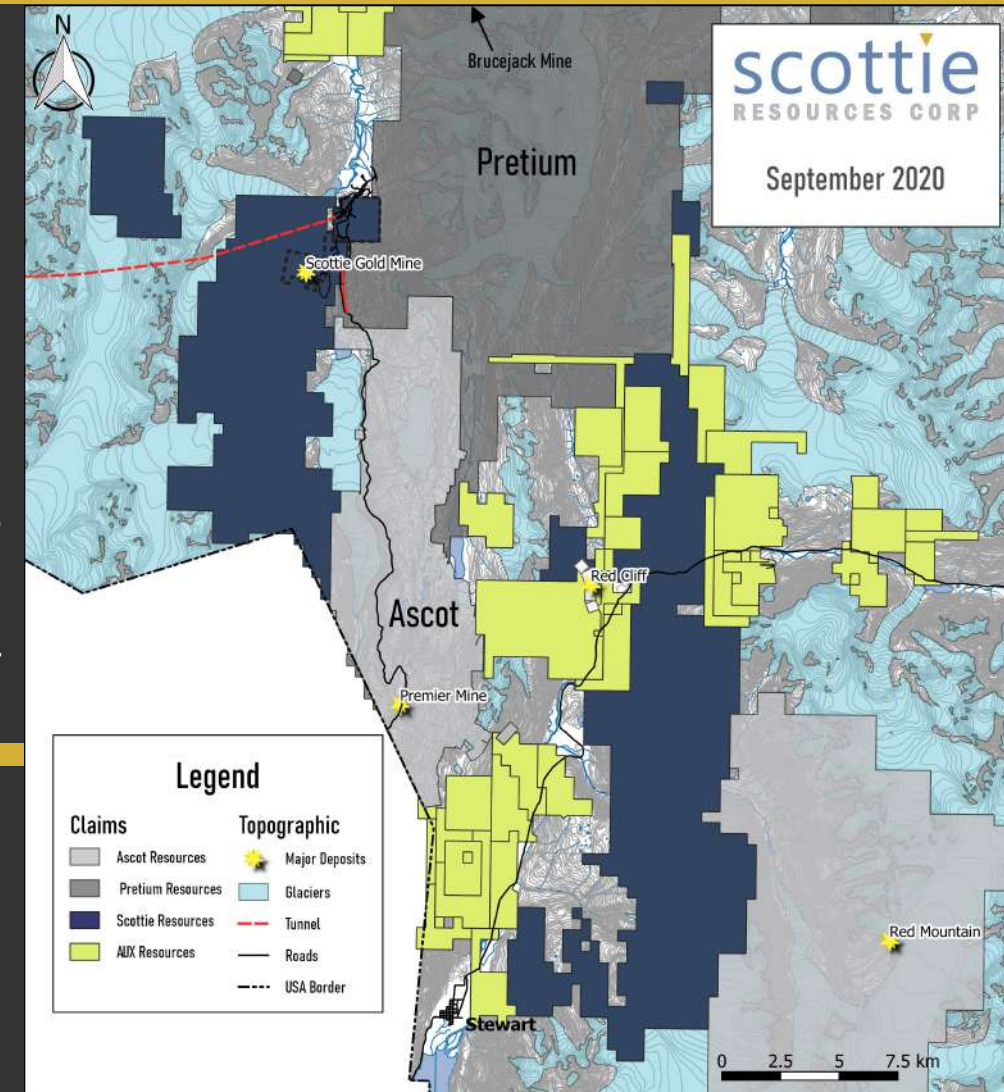 N
Brucejack Mine
scottie
RESOURCES CORP
September 2020
Pretium
Scottie Gold Mine
Red Cliff
Ascot
Premier Mine
Legend
Claims
Ascot Resources
Pretium Resources
Scottie Resources
AUX Resources
Topographic
Major Deposits
Glaciers
Tunnel
Roads
USA Border
Red Mountain
Stewart
0 2.5 5 7.5 km